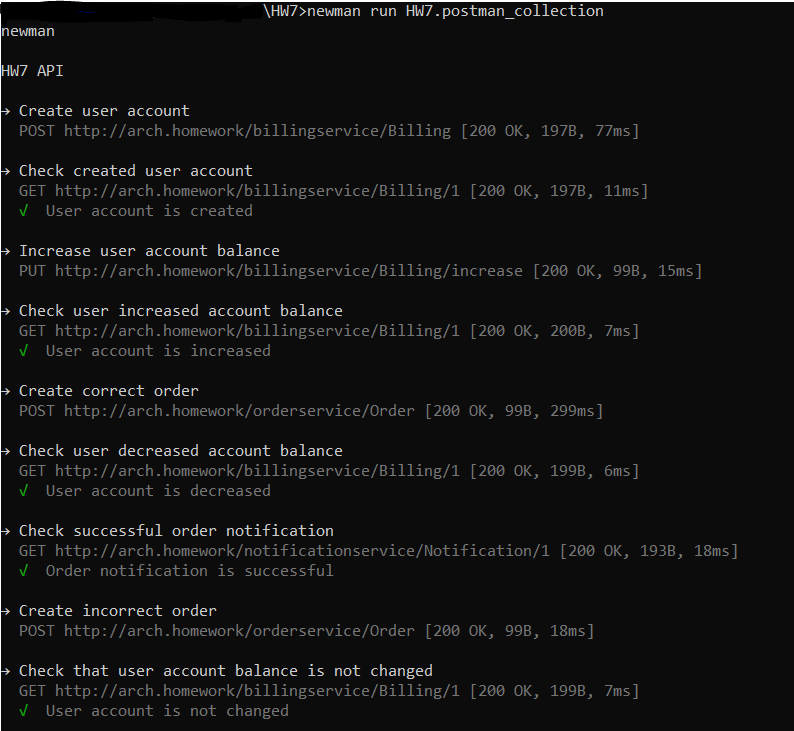 \HW7>newman run HW7.postman_collection
newman
HW7 API
→ Create user account
POST http://arch.homework/billingservice/Billing [200 OK, 197B, 77ms]
→ Check created user account
GET http://arch.homework/billingservice/Billing/1 [200 OK, 197B, 11ms]
√ User account is created
→ Increase user account balance
PUT http://arch.homework/billingservice/Billing/increase [200 OK, 99B, 15ms]
→ Check user increased account balance
GET http://arch.homework/billingservice/Billing/1 [200 OK, 200B, 7ms]
√ User account is increased
→ Create correct order
POST http://arch.homework/orderservice/Order [200 OK, 99B, 299ms]
→ Check user decreased account balance
GET http://arch.homework/billingservice/Billing/1 [200 OK, 199B, 6ms]
√ User account is decreased
→ Check successful order notification
GET http://arch.homework/notificationservice/Notification/1 [200 OK, 193B, 18ms]
√ Order notification is successful
→ Create incorrect order
POST http://arch.homework/orderservice/Order [200 OK, 99B, 18ms]
→ Check that user account balance is not changed
GET http://arch.homework/billingservice/Billing/1 [200 OK, 199B, 7ms]
√ User account is not changed